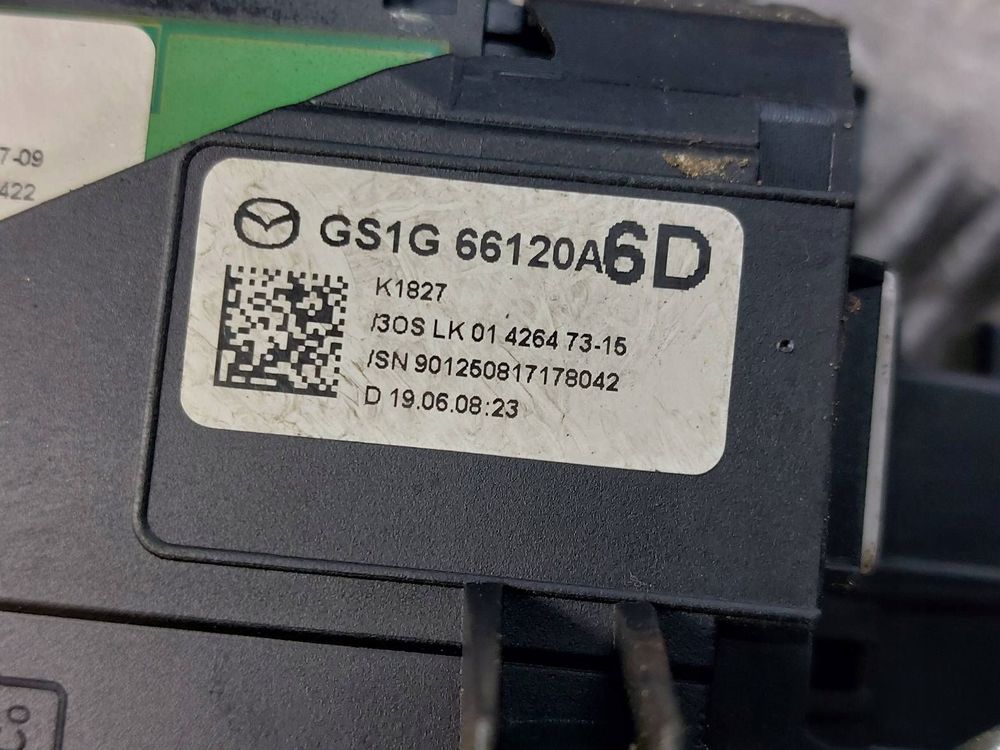 7-09
422
GS1G 66120A6D
K1827
/3OS LK 01 4264 73-15
/SN 901250817178042
D 19.06.08:23